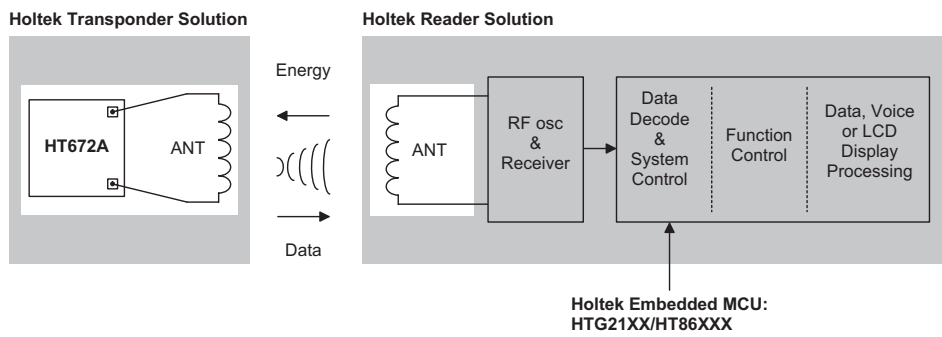 Holtek Transponder Solution
Holtek Reader Solution
HT672A
ANT
Energy
Data
ANT
RF osc
&
Receiver
Data
Decode
&
System
Control
Function
Control
Data, Voice
or LCD
Display
Processing
Holtek Embedded MCU:
HTG21XX/HT86XXX